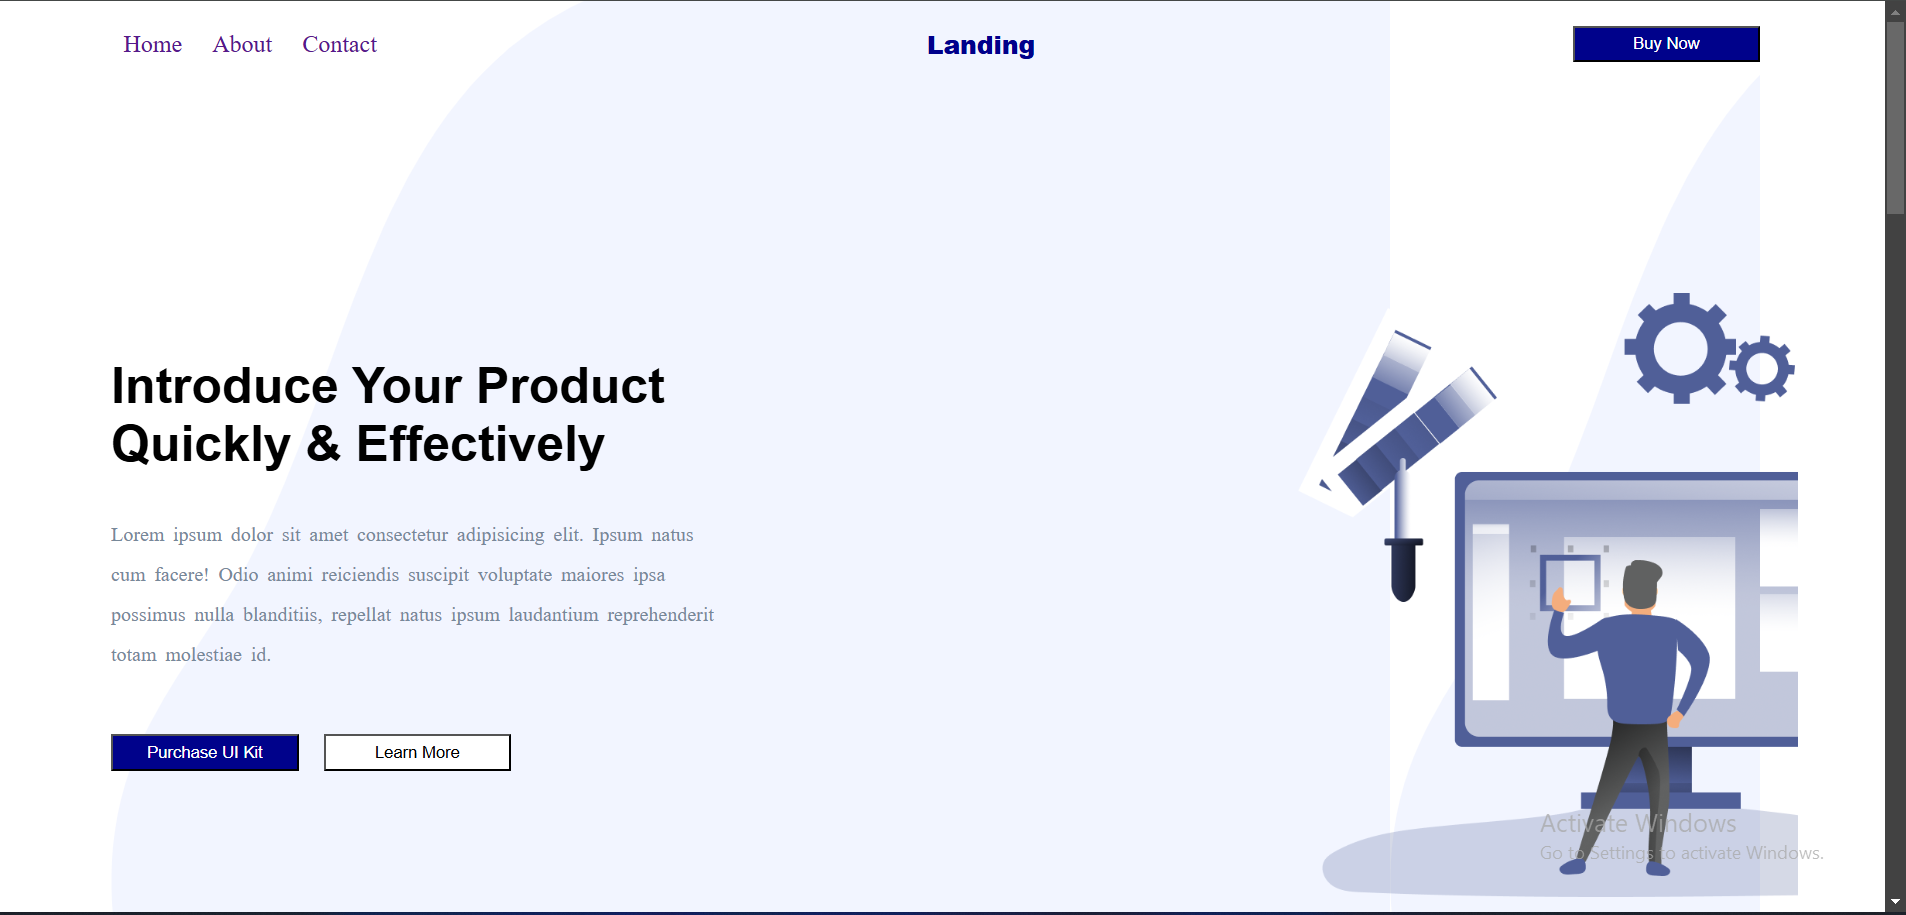 Home About Contact Landing Buy Now
Introduce Your Product
Quickly & Effectively
Lorem ipsum dolor sit amet consectetur adipisicing elit. Ipsum natus
cum facere! Odio animi reiciendis suscipit voluptate maiores ipsa
possimus nulla blanditiis, repellat natus ipsum laudantium reprehenderit
totam molestiae id.
Purchase UI Kit Learn More
Activate Windows
Go to Settings to activate Windows.